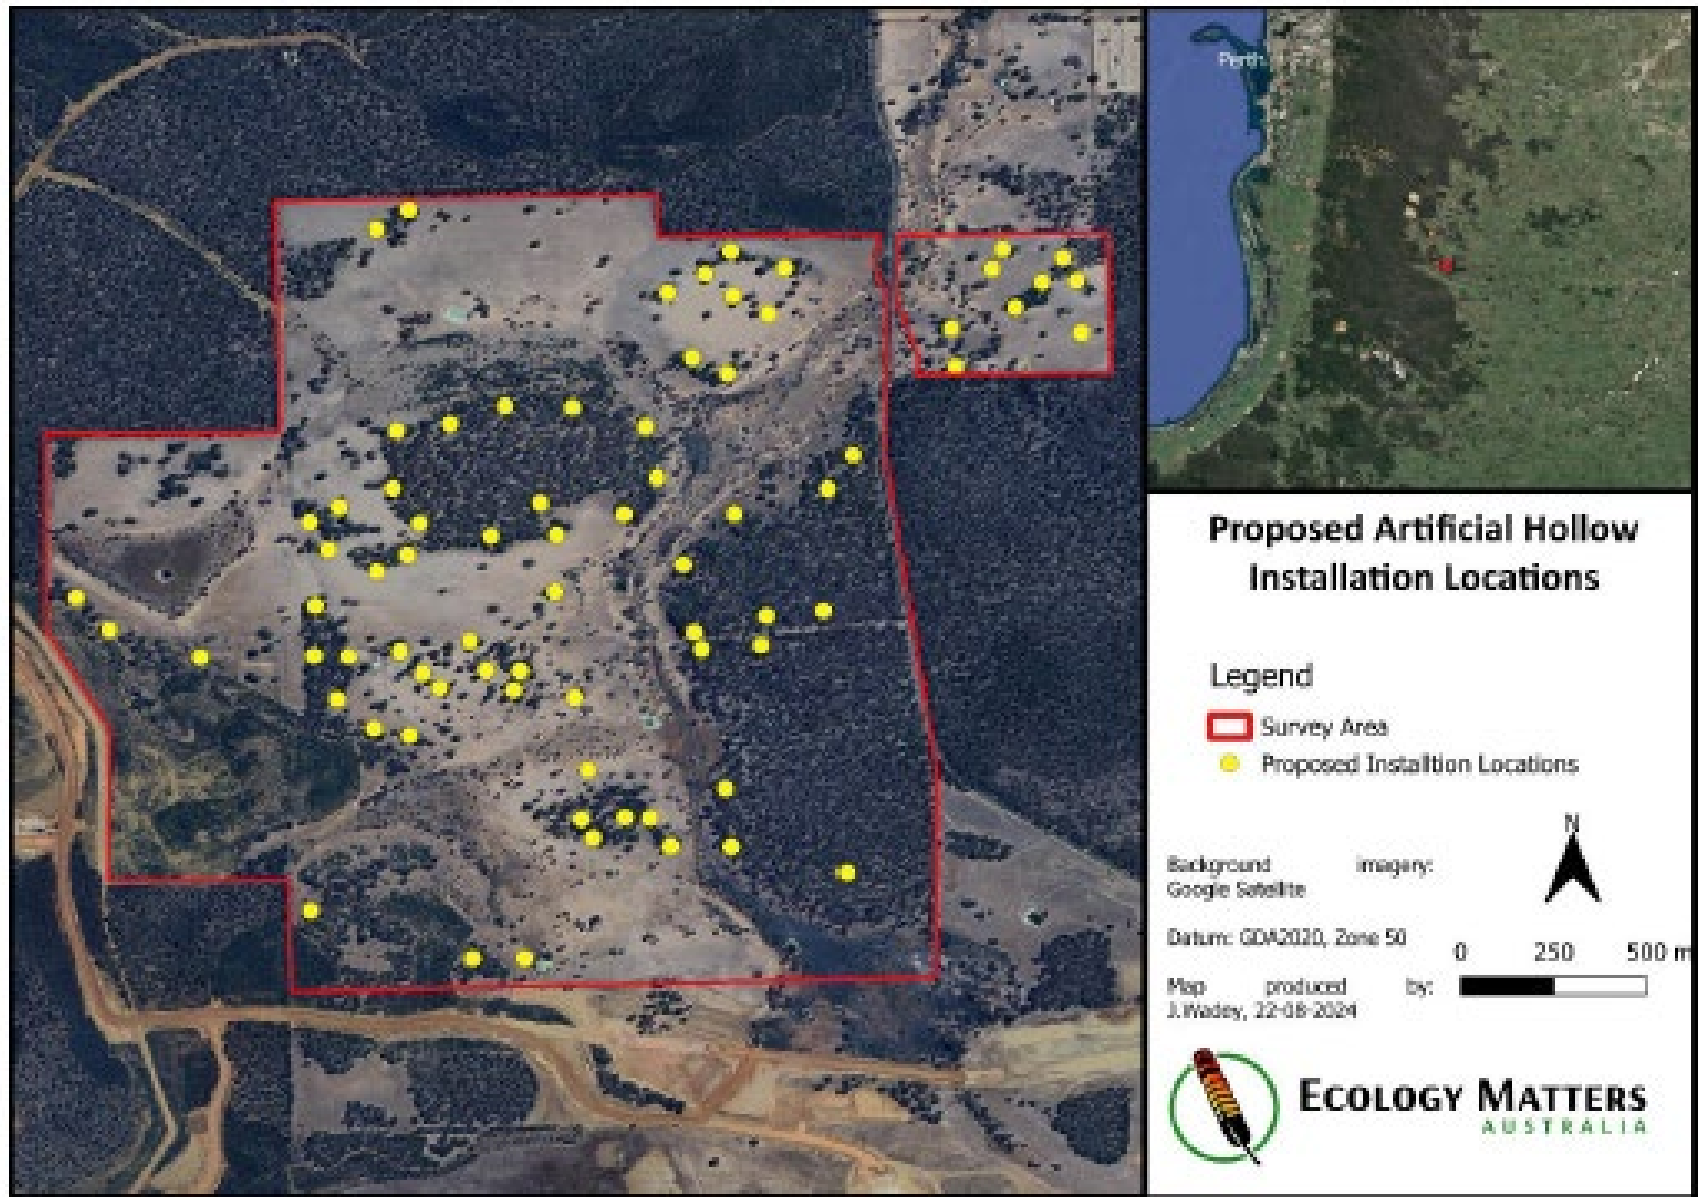 Perth
Proposed Artificial Hollow
Installation Locations
Legend
Survey Area
Proposed Installtion Locations
N
Background imagery:
Google Satellite
Datum: GDA2020, Zone 50
0 250 500 m
Map produced by:
J.Wadey, 22-08-2024
ECOLOGY MATTERS
AUSTRALIA